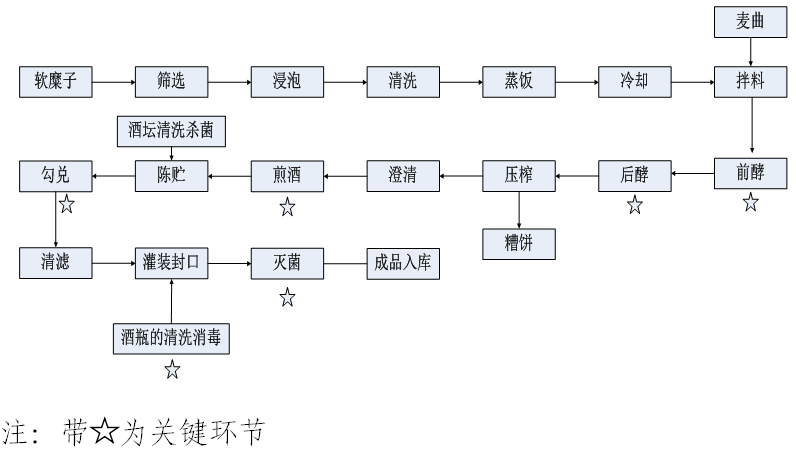 麦曲
软糜子 筛选 浸泡 清洗 蒸饭 冷却 拌料
酒坛清洗杀菌
勾兑 陈贮 煎酒 澄清 压榨 后酵 前酵
☆ ☆ ☆ ☆
糟饼
清滤 灌装封口 灭菌 成品入库
☆
酒瓶的清洗消毒
☆
注：带☆为关键环节